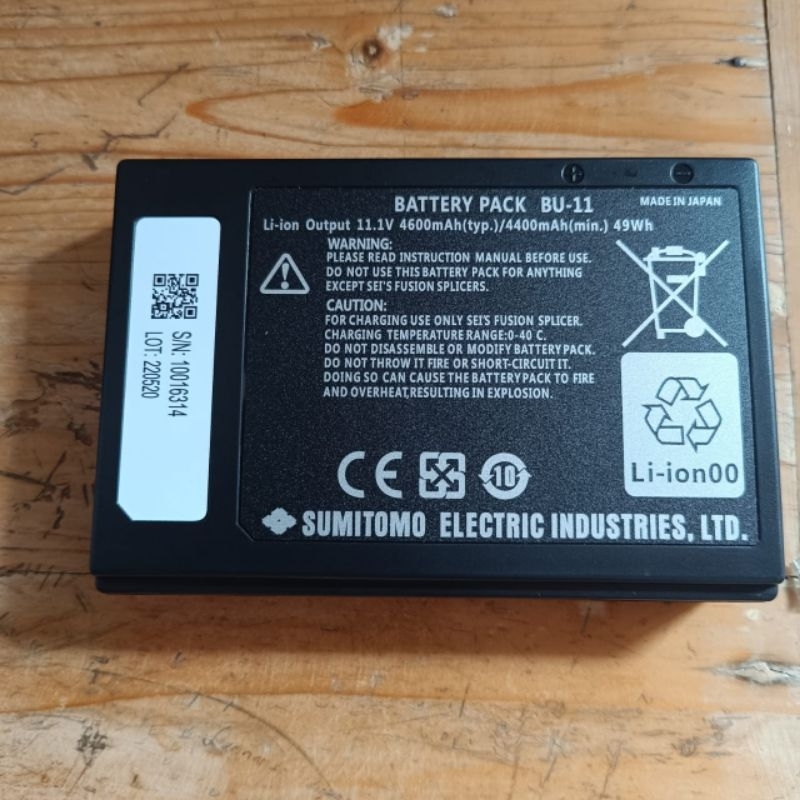 BATTERY PACK BU-11 MADE IN JAPAN
Li-ion Output 11.1V 4600mAh(typ.)/4400mAh(min.) 49Wh
WARNING:
PLEASE READ INSTRUCTION MANUAL BEFORE USE.
DO NOT USE THIS BATTERY PACK FOR ANYTHING
EXCEPT SEI'S FUSION SPLICERS.
CAUTION:
FOR CHARGING USE ONLY SEI'S FUSION SPLICER.
CHARGING TEMPERATURE RANGE:0-40 C.
DO NOT DISASSEMBLE OR MODIFY BATTERY PACK.
DO NOT THROW IT FIRE OR SHORT-CIRCUIT IT.
DOING SO CAN CAUSE THE BATTERY PACK TO FIRE
AND OVERHEAT,RESULTING IN EXPLOSION.
CE
10
Li-ion00
SUMITOMO ELECTRIC INDUSTRIES, LTD.
S/N: 10016314
LOT: 220520